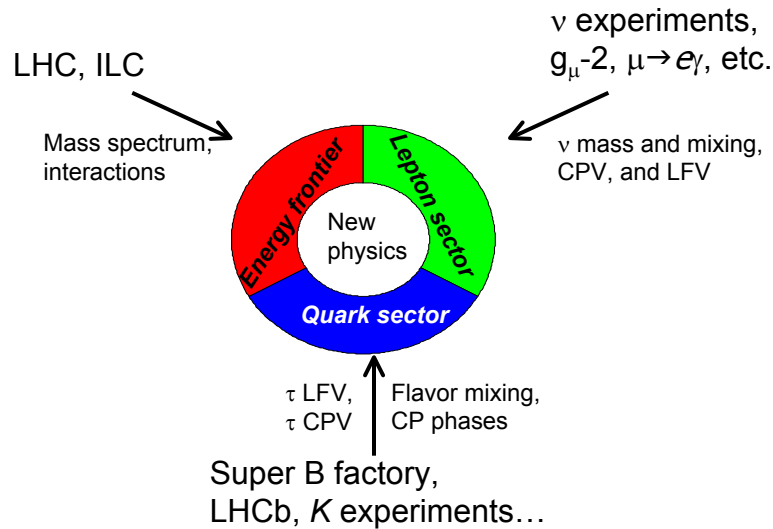 LHC, ILC
ν experiments,
gμ-2, μ→eγ, etc.
Mass spectrum,
interactions
ν mass and mixing,
CPV, and LFV
Energy frontier
Lepton sector
New
physics
Quark sector
τ LFV,
τ CPV
Flavor mixing,
CP phases
Super B factory,
LHCb, K experiments…